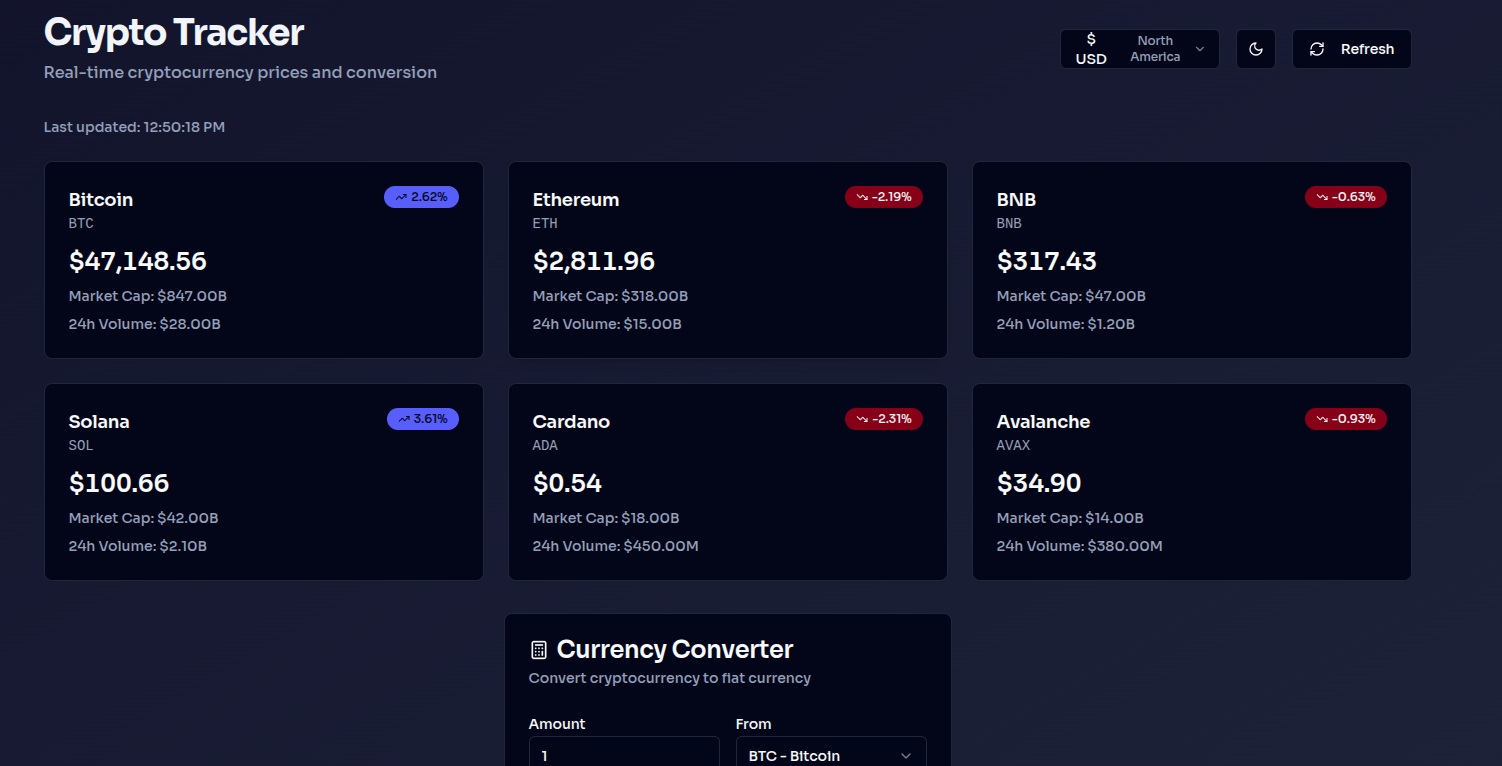 Crypto Tracker
Real-time cryptocurrency prices and conversion
$
USD
North
America
Refresh
Last updated: 12:50:18 PM
Bitcoin
2.62%
BTC
$47,148.56
Market Cap: $847.00B
24h Volume: $28.00B
Ethereum
-2.19%
ETH
$2,811.96
Market Cap: $318.00B
24h Volume: $15.00B
BNB
-0.63%
BNB
$317.43
Market Cap: $47.00B
24h Volume: $1.20B
Solana
3.61%
SOL
$100.66
Market Cap: $42.00B
24h Volume: $2.10B
Cardano
-2.31%
ADA
$0.54
Market Cap: $18.00B
24h Volume: $450.00M
Avalanche
-0.93%
AVAX
$34.90
Market Cap: $14.00B
24h Volume: $380.00M
Currency Converter
Convert cryptocurrency to fiat currency
Amount
1
From
BTC - Bitcoin